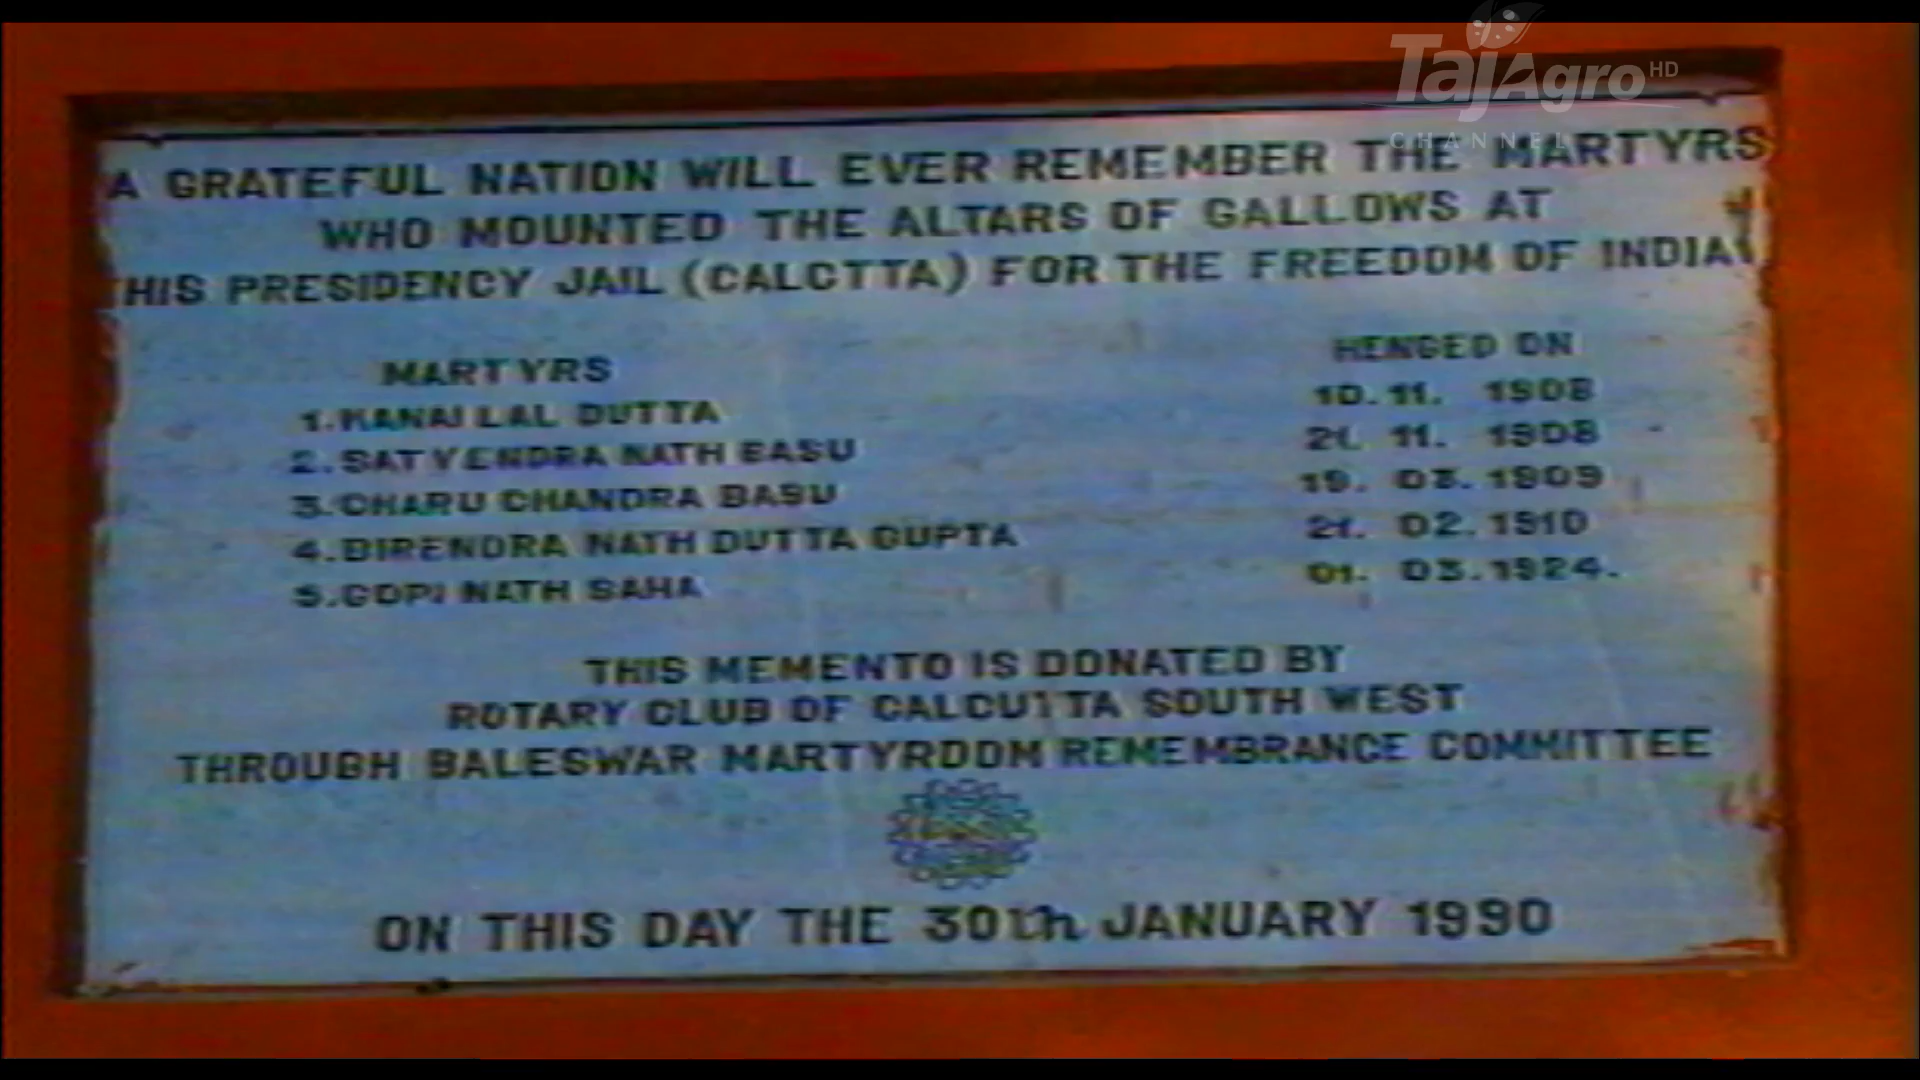 TajAgro HD
CHANNEL
A GRATEFUL NATION WILL EVER REMEMBER THE MARTYRS
WHO MOUNTED THE ALTARS OF GALLOWS AT
THIS PRESIDENCY JAIL (CALCTTA) FOR THE FREEDOM OF INDIA
MARTYRS HENGED ON
1. KANAI LAL DUTTA 10. 11. 1908
2. SATYENDRA NATH BASU 21. 11. 1908
3. CHARU CHANDRA BASU 19. 03. 1909
4. BIRENDRA NATH DUTTA GUPTA 21. 02. 1910
5. GOPI NATH SAHA 01. 03. 1924.
THIS MEMENTO IS DONATED BY
ROTARY CLUB OF CALCUTTA SOUTH WEST
THROUGH BALESWAR MARTYRDOM REMEMBRANCE COMMITTEE
ON THIS DAY THE 30th JANUARY 1990